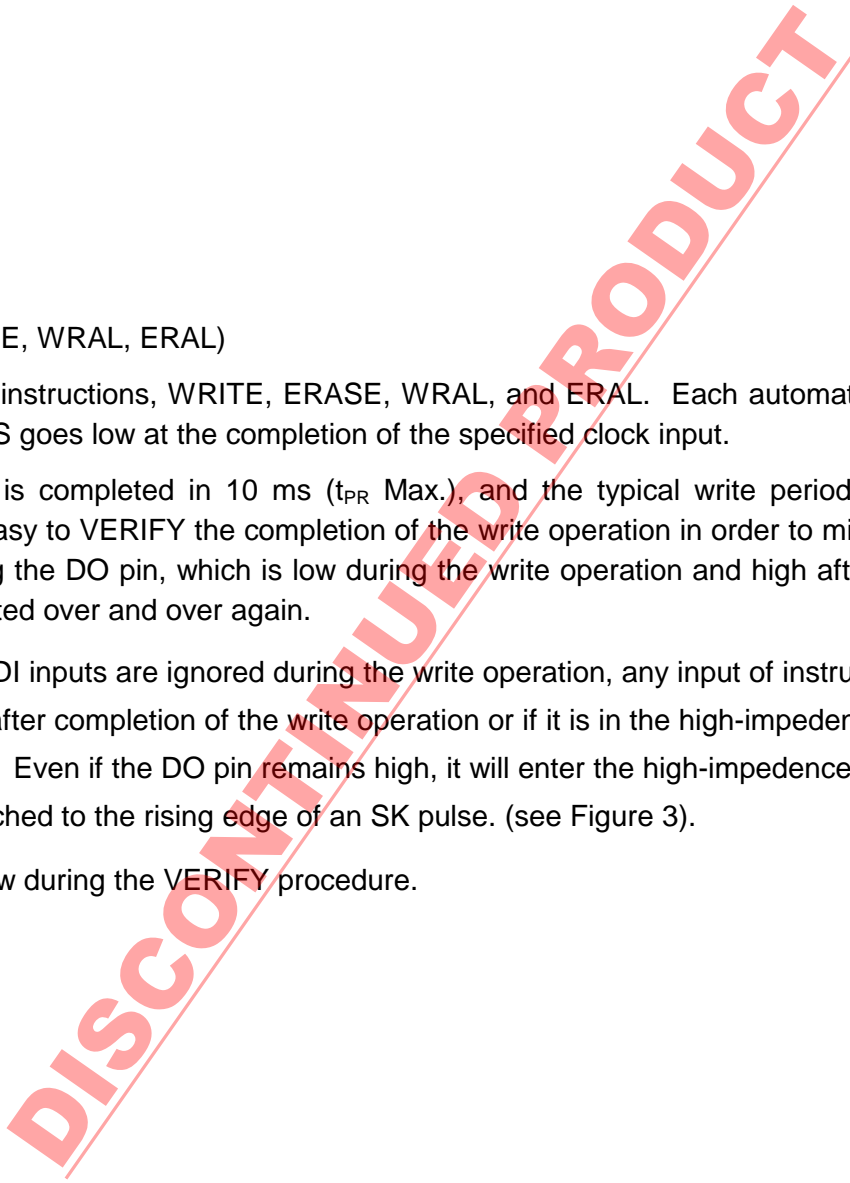 E, WRAL, ERAL)
instructions, WRITE, ERASE, WRAL, and ERAL. Each automat
S goes low at the completion of the specified clock input.
is completed in 10 ms (tPR Max.), and the typical write period
asy to VERIFY the completion of the write operation in order to mi
g the DO pin, which is low during the write operation and high aft
ted over and over again.
DI inputs are ignored during the write operation, any input of instru
after completion of the write operation or if it is in the high-impeden
Even if the DO pin remains high, it will enter the high-impedence
ched to the rising edge of an SK pulse. (see Figure 3).
w during the VERIFY procedure.
DISCONTINUED PRODUCT